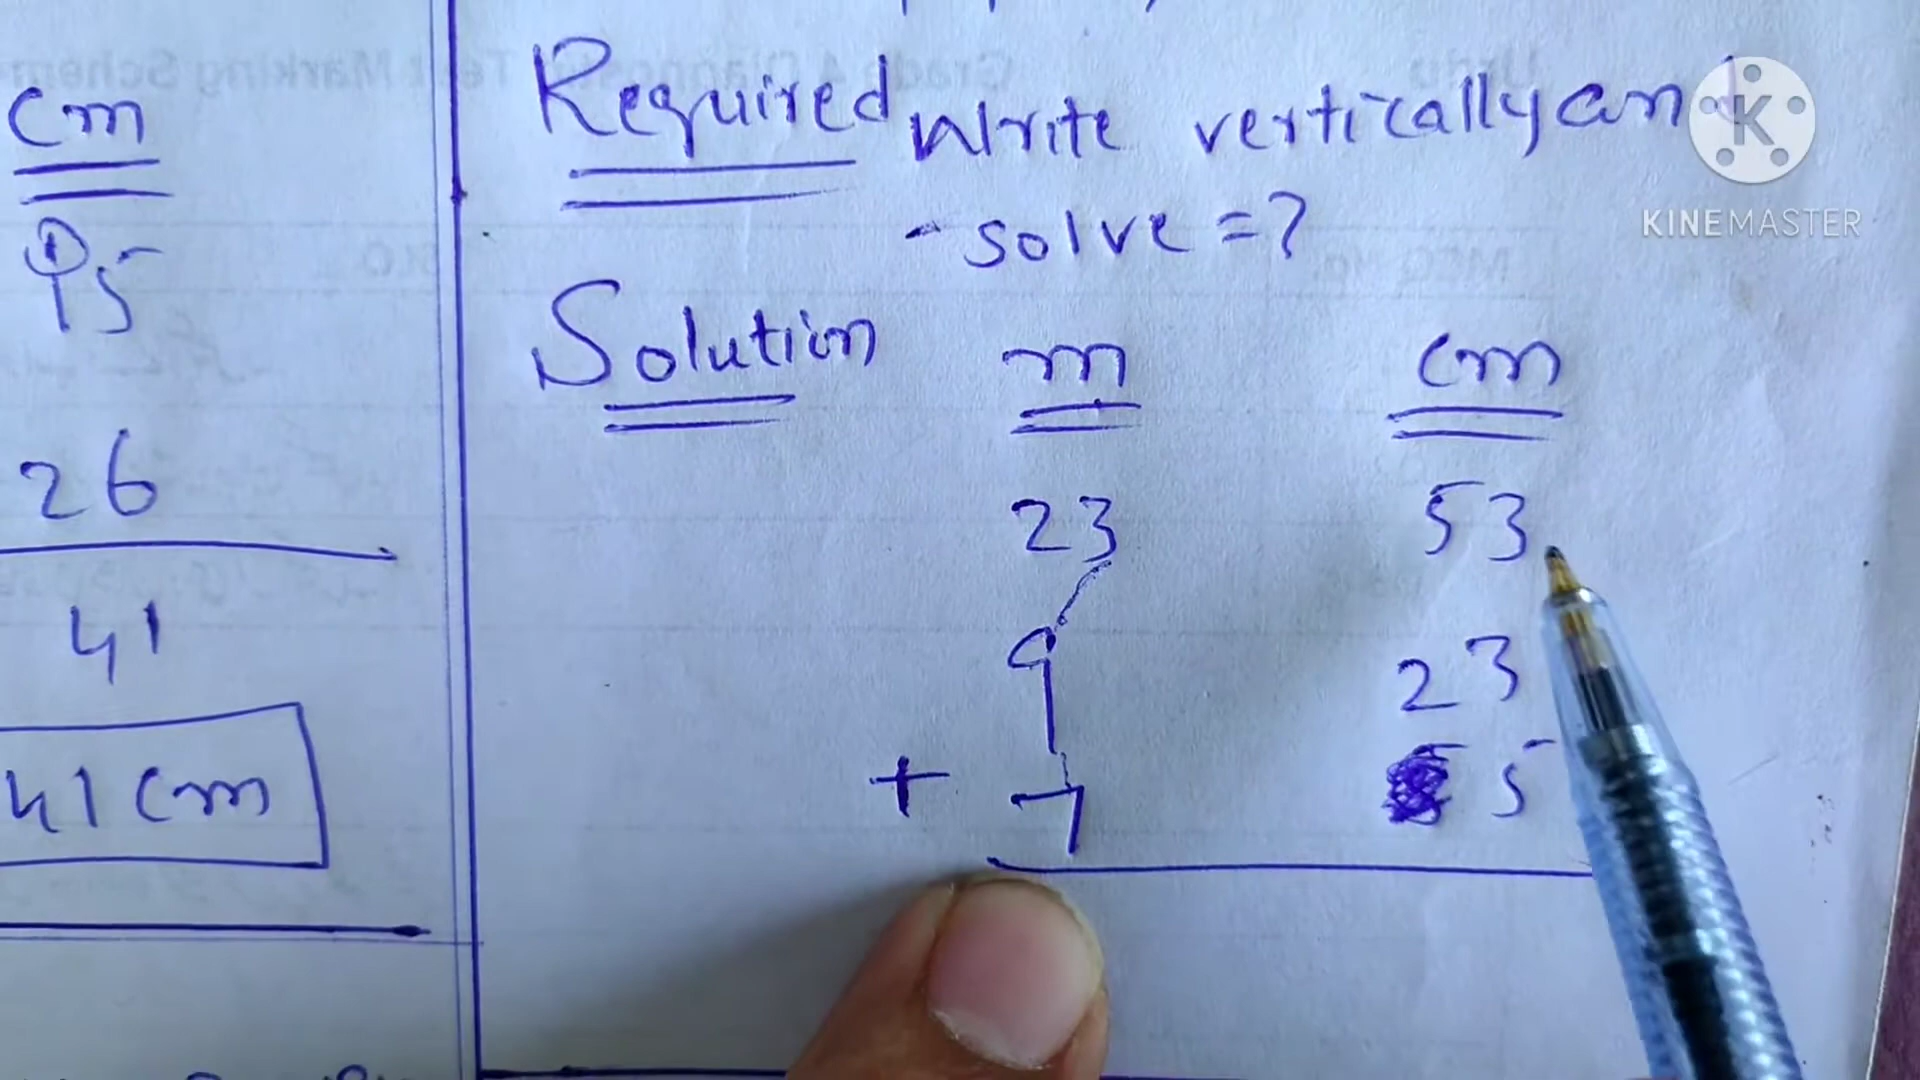 cm
15
26
41
41 cm
Required Write vertically and
- solve = ?
Solution m cm
23 53
9 23
+ 7 5
K
KINEMASTER